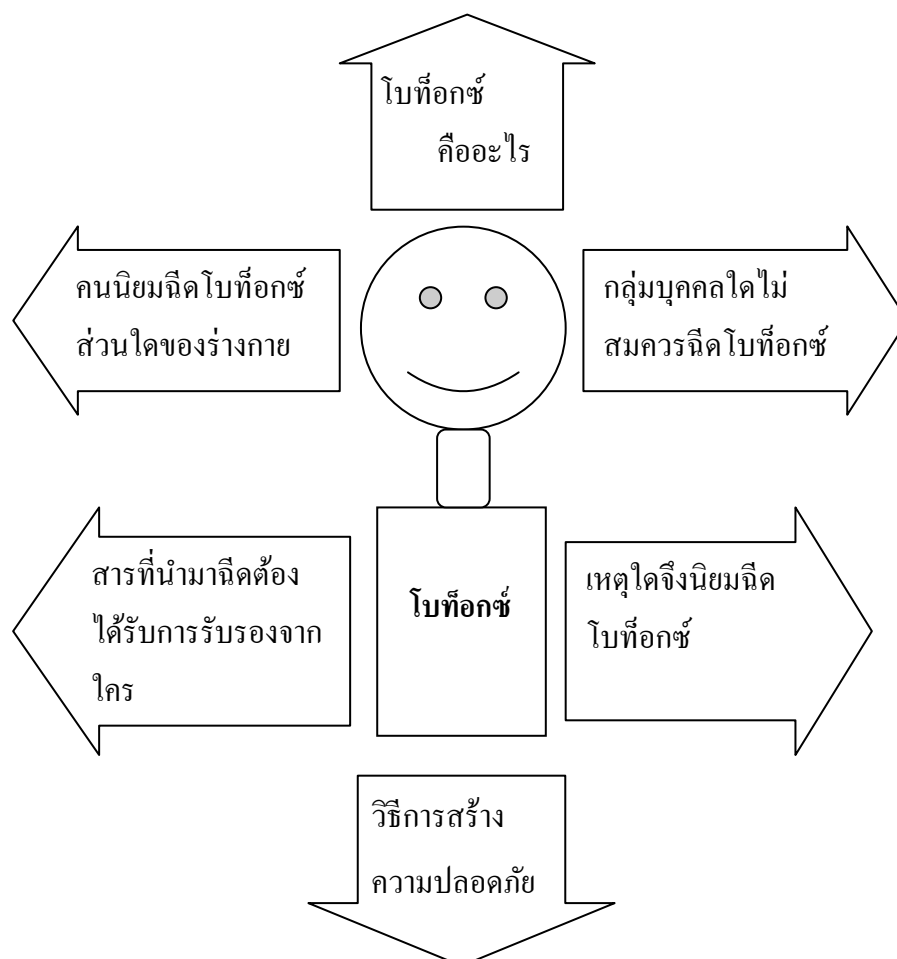 โบท็อกซ์
คืออะไร
คนนิยมฉีดโบท็อกซ์
ส่วนใดของร่างกาย
กลุ่มบุคคลใดไม่
สมควรฉีดโบท็อกซ์
สารที่นำมาฉีดต้อง
ได้รับการรับรองจาก
ใคร
โบท็อกซ์
เหตุใดจึงนิยมฉีด
โบท็อกซ์
วิธีการสร้าง
ความปลอดภัย